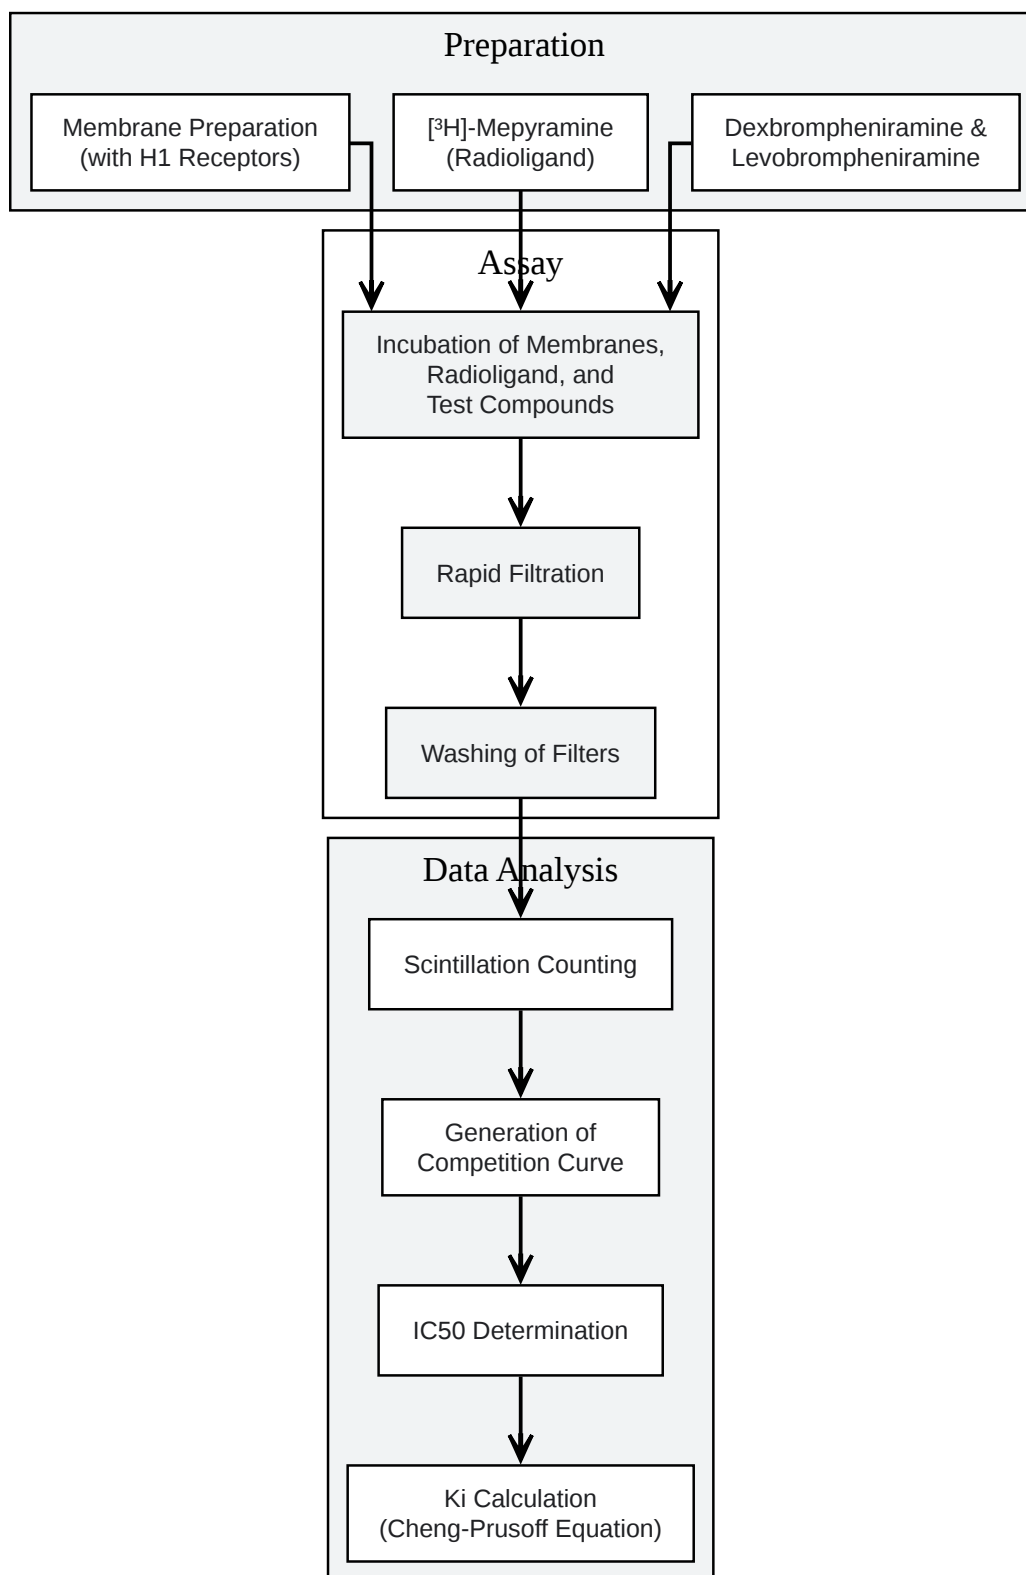 Preparation
Membrane Preparation
(with H1 Receptors)
[³H]-Mepyramine
(Radioligand)
Dexbrompheniramine &
Levobrompheniramine
Assay
Incubation of Membranes,
Radioligand, and
Test Compounds
Rapid Filtration
Washing of Filters
Data Analysis
Scintillation Counting
Generation of
Competition Curve
IC50 Determination
Ki Calculation
(Cheng-Prusoff Equation)